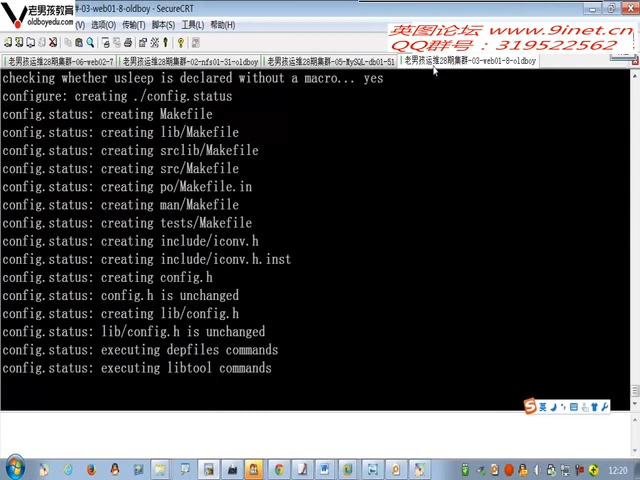 老男孩教育
oldboyedu.com
#-03-web01-8-oldboy - SecureCRT
(V) 选项(O) 传输(T) 脚本(S) 工具(L) 帮助(H)
英图论坛 www.9inet.cn
QQ群号：319522562
老男孩运维28期集群-06-web02-7
老男孩运维28期集群-02-nfs01-31-oldboy
老男孩运维28期集群-05-MySQL-db01-51
老男孩运维28期集群-03-web01-8-oldboy
checking whether usleep is declared without a macro... yes
configure: creating ./config.status
config.status: creating Makefile
config.status: creating lib/Makefile
config.status: creating srclib/Makefile
config.status: creating src/Makefile
config.status: creating po/Makefile.in
config.status: creating man/Makefile
config.status: creating tests/Makefile
config.status: creating include/iconv.h
config.status: creating include/iconv.h.inst
config.status: creating config.h
config.status: config.h is unchanged
config.status: creating lib/config.h
config.status: lib/config.h is unchanged
config.status: executing depfiles commands
config.status: executing libtool commands
英
12:20